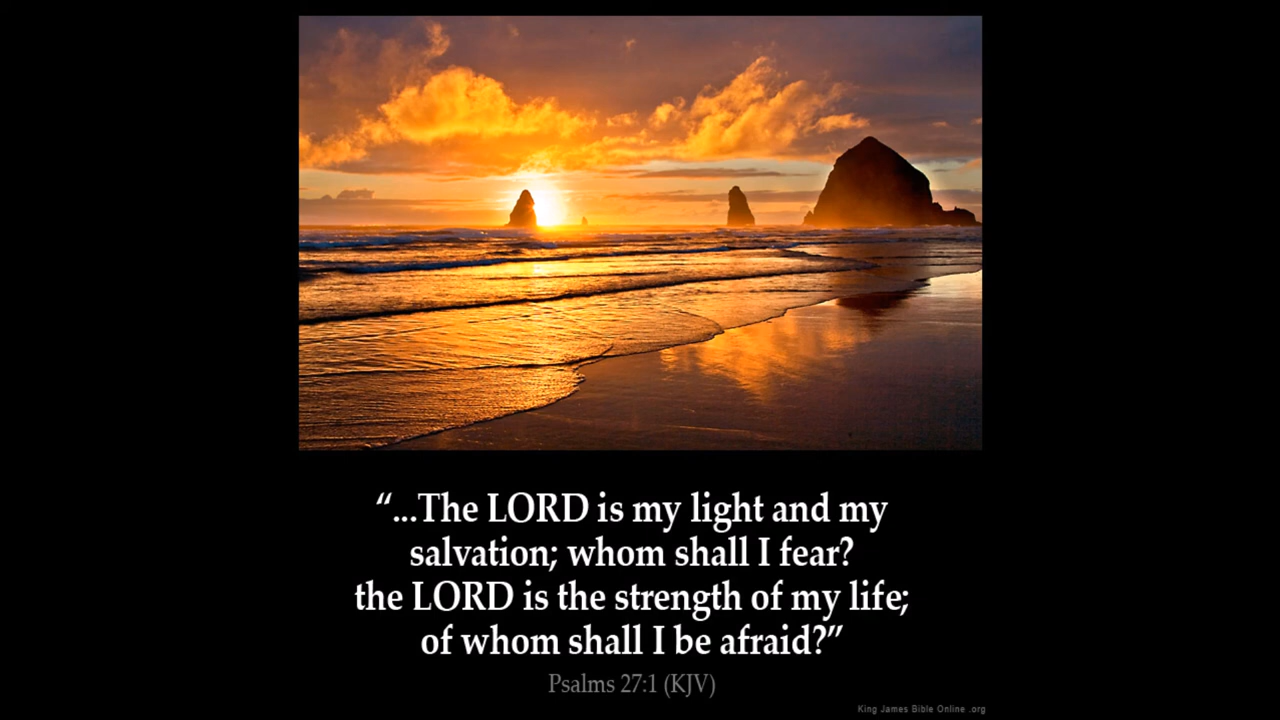 “...The LORD is my light and my
salvation; whom shall I fear?
the LORD is the strength of my life;
of whom shall I be afraid?”
Psalms 27:1 (KJV)
King James Bible Online .org